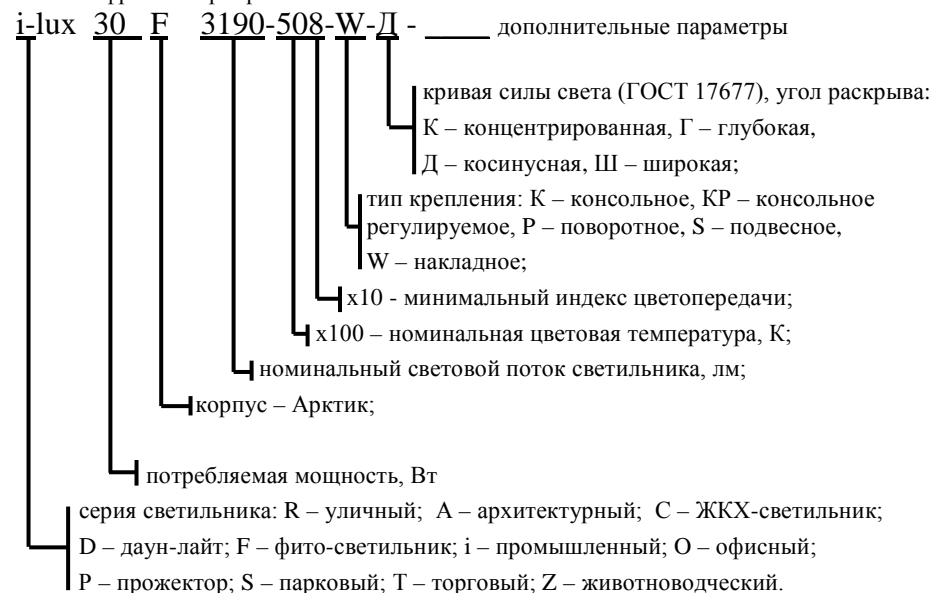 i-lux 30 F 3190-508-W-Д - _____ дополнительные параметры
кривая силы света (ГОСТ 17677), угол раскрыва:
К – концентрированная, Г – глубокая,
Д – косинусная, Ш – широкая;
тип крепления: К – консольное, КР – консольное
регулируемое, Р – поворотное, S – подвесное,
W – накладное;
х10 - минимальный индекс цветопередачи;
х100 – номинальная цветовая температура, К;
номинальный световой поток светильника, лм;
корпус – Арктик;
потребляемая мощность, Вт
серия светильника: R – уличный; A – архитектурный; C – ЖКХ-светильник;
D – даун-лайт; F – фито-светильник; i – промышленный; O – офисный;
P – прожектор; S – парковый; T – торговый; Z – животноводческий.